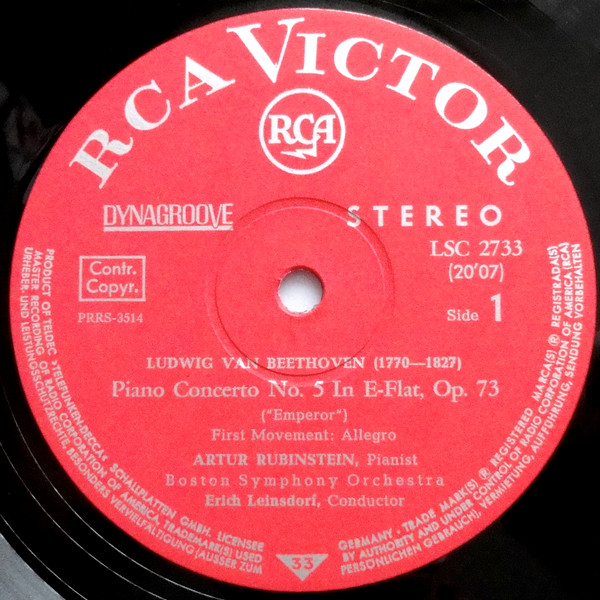 RCA VICTOR
RCA
DYNAGROOVE
STEREO
LSC 2733
(20'07)
Contr.
Copyr.
PRRS-3514
Side 1
LUDWIG VAN BEETHOVEN (1770—1827)
Piano Concerto No. 5 In E-Flat, Op. 73
("Emperor")
First Movement: Allegro
ARTUR RUBINSTEIN, Pianist
Boston Symphony Orchestra
Erich Leinsdorf, Conductor
33
PRODUCT OF TELDEC »TELEFUNKEN-DECCA« SCHALLPLATTEN GMBH. LICENSEE
MASTER RECORDING OF RADIO CORPORATION OF AMERICA, TRADEMARK(S) USED
URHEBER- UND LEISTUNGSSCHUTZRECHTE, BESONDERS VERVIELFÄLTIGUNG (AUSSER ZUM
GERMANY · TRADE MARK(S) ® REGISTERED MARCA(S) ® REGISTRADA(S)
BY AUTHORITY AND UNDER CONTROL OF RADIO CORPORATION OF AMERICA (RCA)
PERSÖNLICHEN GEBRAUCH), VERMIETUNG, AUFFÜHRUNG, SENDUNG VORBEHALTEN